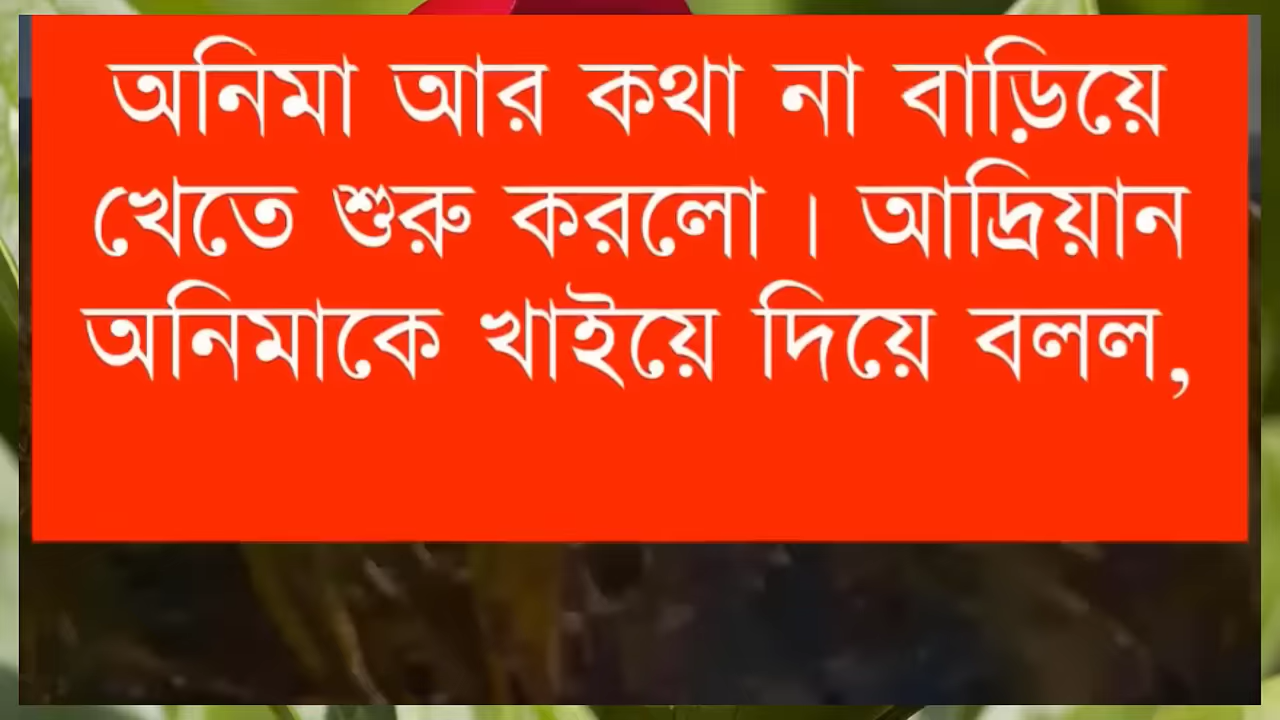 অনিমা আর কথা না বাড়িয়ে
খেতে শুরু করলো। আদ্রিয়ান
অনিমাকে খাইয়ে দিয়ে বলল,